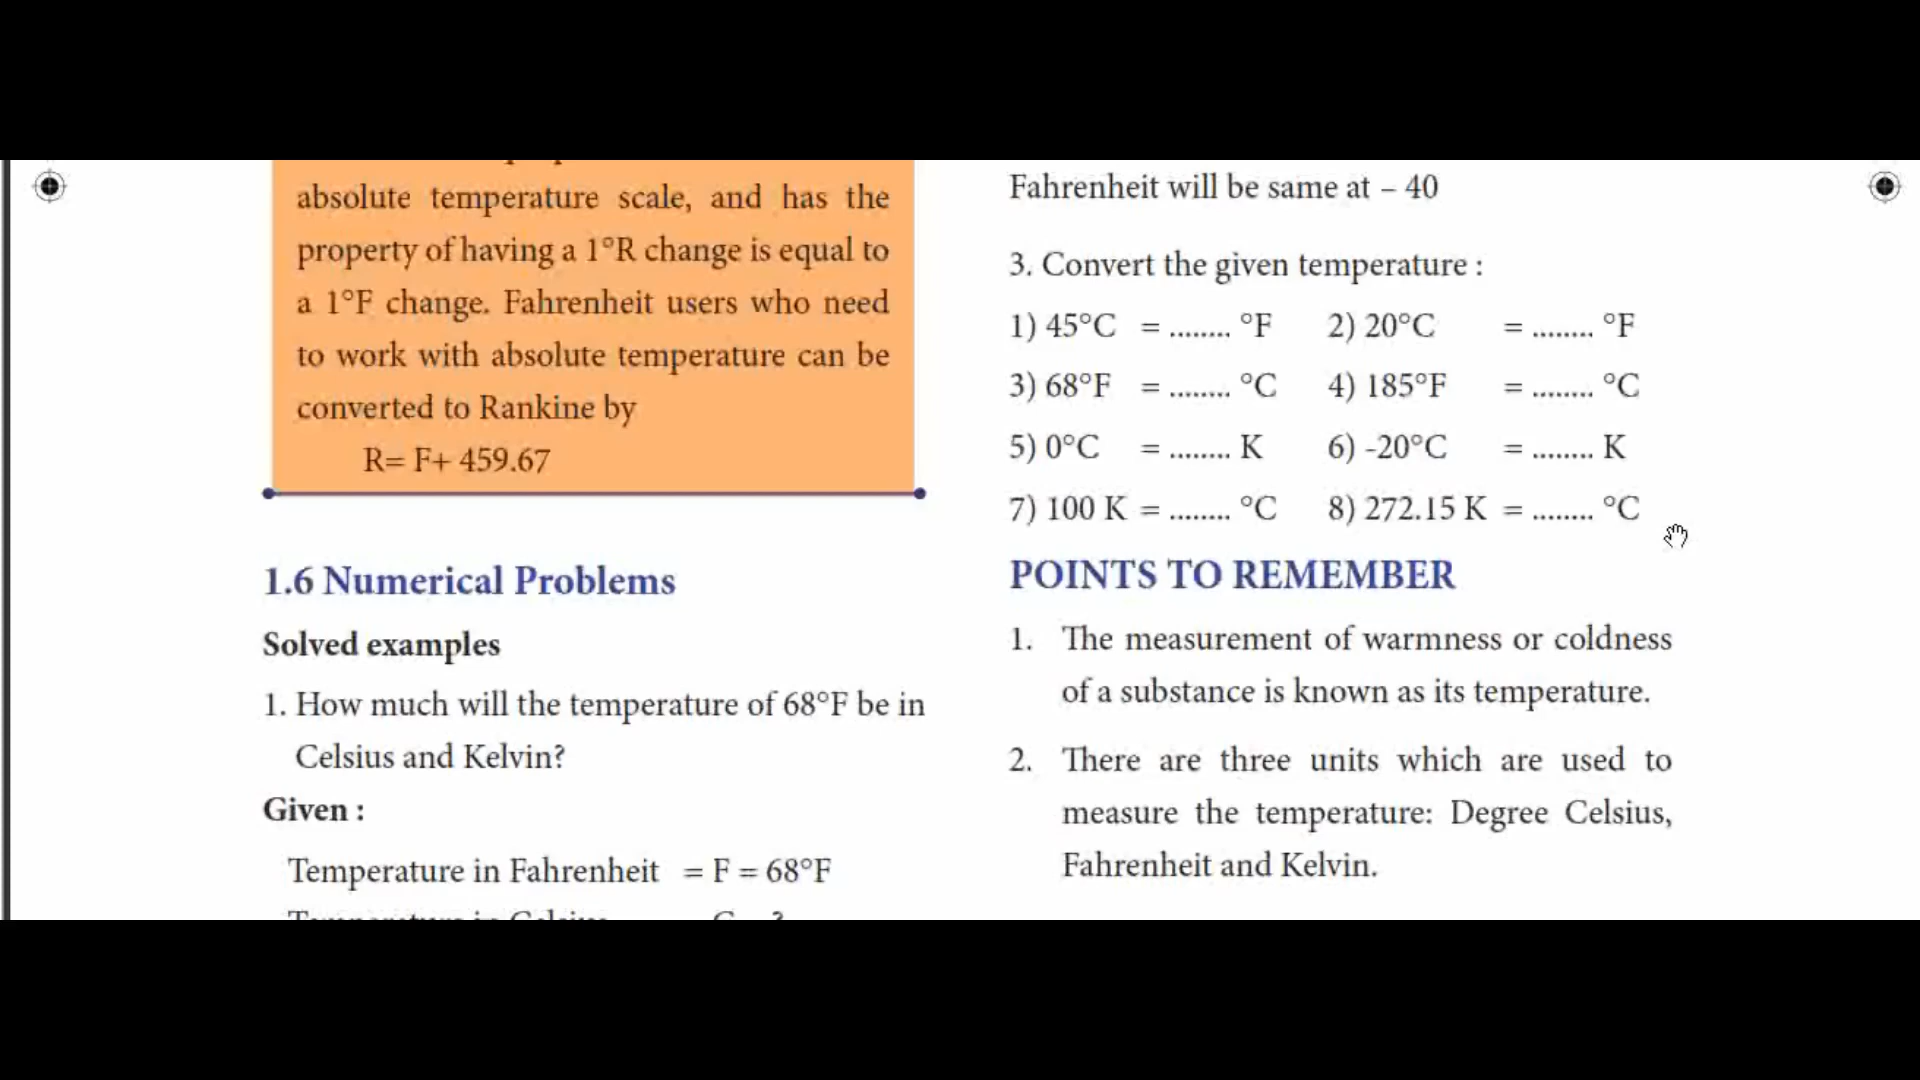 absolute temperature scale, and has the
property of having a 1°R change is equal to
a 1°F change. Fahrenheit users who need
to work with absolute temperature can be
converted to Rankine by
R= F+ 459.67
1.6 Numerical Problems
Solved examples
1. How much will the temperature of 68°F be in
Celsius and Kelvin?
Given :
Temperature in Fahrenheit = F = 68°F
Fahrenheit will be same at – 40
3. Convert the given temperature :
1) 45°C = ........ °F 2) 20°C = ........ °F
3) 68°F = ........ °C 4) 185°F = ........ °C
5) 0°C = ........ K 6) -20°C = ........ K
7) 100 K = ........ °C 8) 272.15 K = ........ °C
POINTS TO REMEMBER
1. The measurement of warmness or coldness
of a substance is known as its temperature.
2. There are three units which are used to
measure the temperature: Degree Celsius,
Fahrenheit and Kelvin.